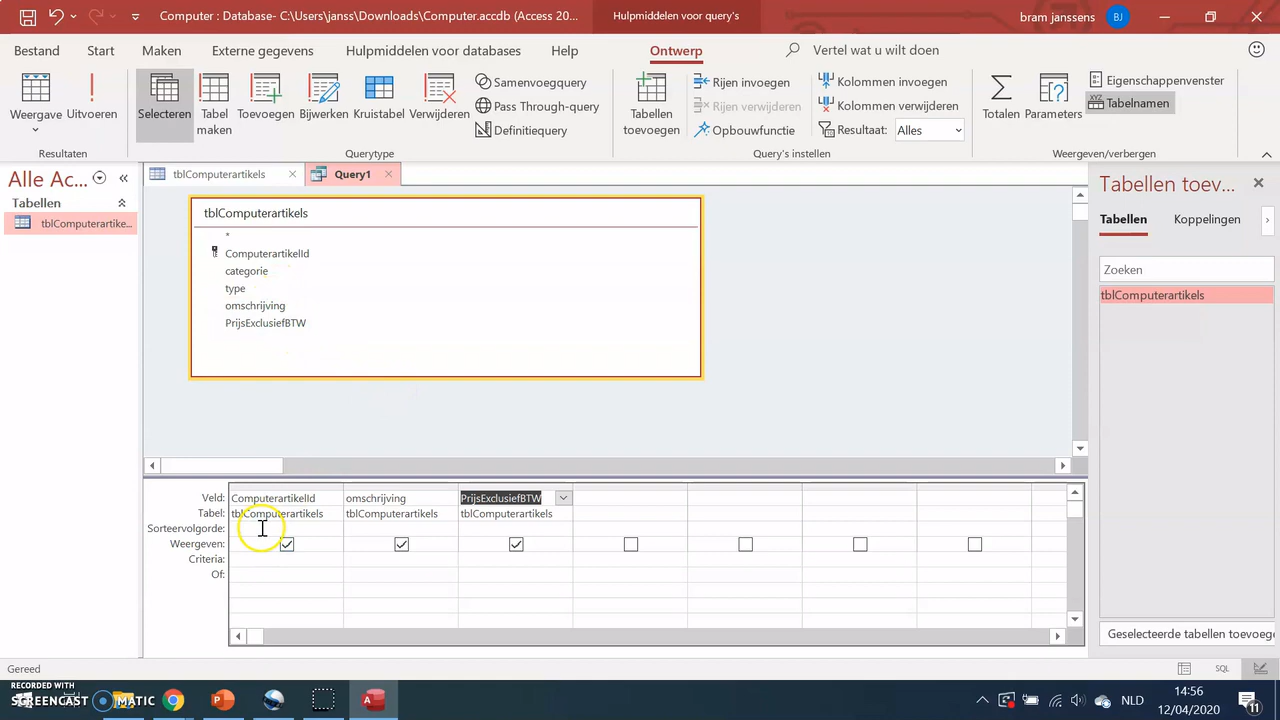 Computer : Database- C:\Users\janss\Downloads\Computer.accdb (Access 20... Hulpmiddelen voor query's bram janssens BJ
Bestand Start Maken Externe gegevens Hulpmiddelen voor databases Help Ontwerp Vertel wat u wilt doen
Weergave Uitvoeren Selecteren Tabel maken Toevoegen Bijwerken Kruistabel Verwijderen
Samenvoegquery
Pass Through-query
Definitiequery
Tabellen toevoegen
Rijen invoegen
Rijen verwijderen
Opbouwfunctie
Kolommen invoegen
Kolommen verwijderen
Resultaat: Alles
Totalen Parameters
Eigenschappenvenster
XYZ Tabelnamen
Resultaten Querytype Query's instellen Weergeven/verbergen
Alle Ac...
Tabellen
tblComputerartike...
tblComputerartikels Query1
tblComputerartikels
*
ComputerartikelId
categorie
type
omschrijving
PrijsExclusiefBTW
Tabellen toev...
Tabellen Koppelingen
Zoeken
tblComputerartikels
Geselecteerde tabellen toevoege
Veld: ComputerartikelId omschrijving PrijsExclusiefBTW
Tabel: tblComputerartikels tblComputerartikels tblComputerartikels
Sorteervolgorde:
Weergeven:
Criteria:
Of:
Gereed SQL
RECORDED WITH
SCREENCAST MATIC
NLD
14:56
12/04/2020
11